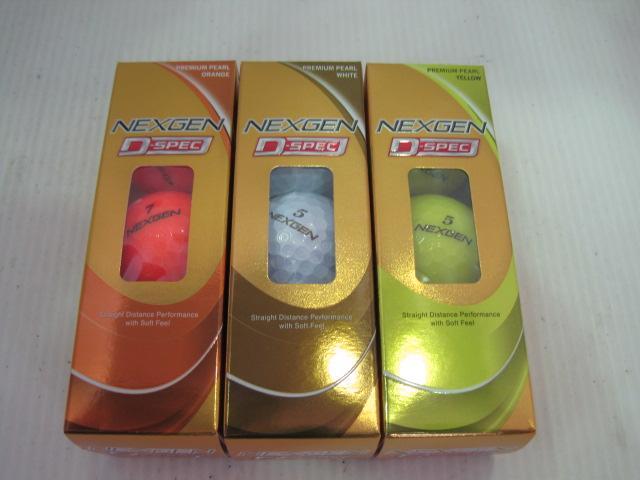 PREMIUM PEARL
ORANGE
NEXGEN
D-SPEC
7
NEXGEN
Straight Distance Performance
with Soft Feel
PREMIUM PEARL
WHITE
NEXGEN
D-SPEC
5
NEXGEN
Straight Distance Performance
with Soft Feel
PREMIUM PEARL
YELLOW
NEXGEN
D-SPEC
5
NEXGEN
Straight Distance Performance
with Soft Feel